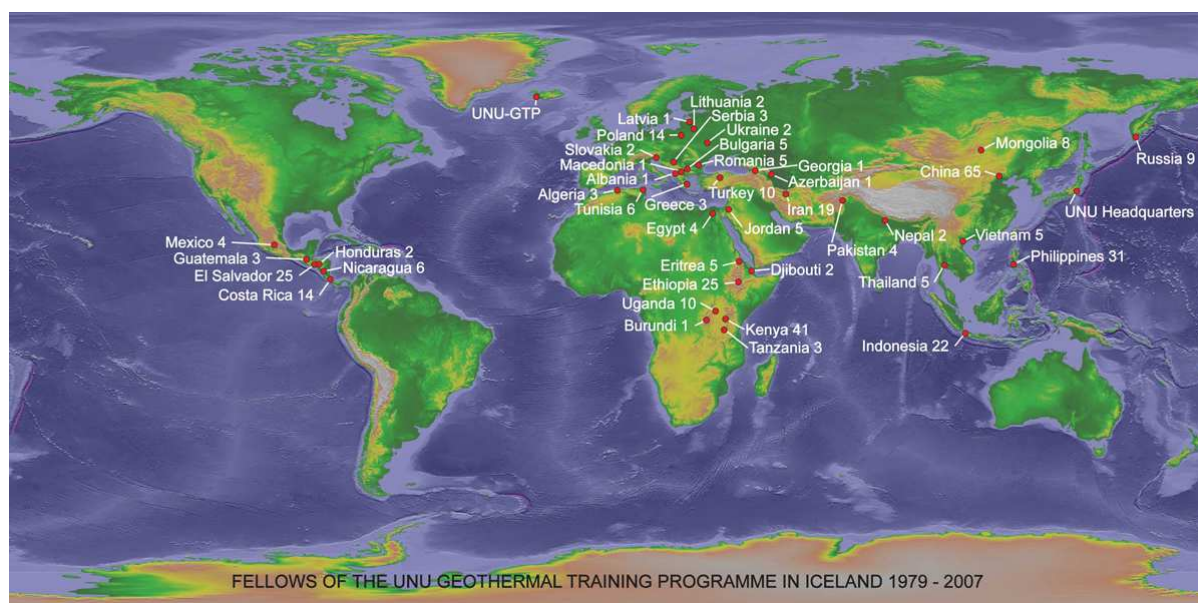 UNU-GTP
Lithuania 2
Latvia 1
Serbia 3
Poland 14
Ukraine 2
Bulgaria 5
Slovakia 2
Macedonia 1
Romania 5
Georgia 1
Albania 1
Azerbaijan 1
Algeria 3
Turkey 10
Tunisia 6
Greece 3
Iran 19
Egypt 4
Jordan 5
Mongolia 8
Russia 9
China 65
UNU Headquarters
Pakistan 4
Nepal 2
Vietnam 5
Philippines 31
Thailand 5
Indonesia 22
Mexico 4
Guatemala 3
Honduras 2
El Salvador 25
Nicaragua 6
Costa Rica 14
Eritrea 5
Djibouti 2
Ethiopia 25
Uganda 10
Burundi 1
Kenya 41
Tanzania 3
FELLOWS OF THE UNU GEOTHERMAL TRAINING PROGRAMME IN ICELAND 1979 - 2007